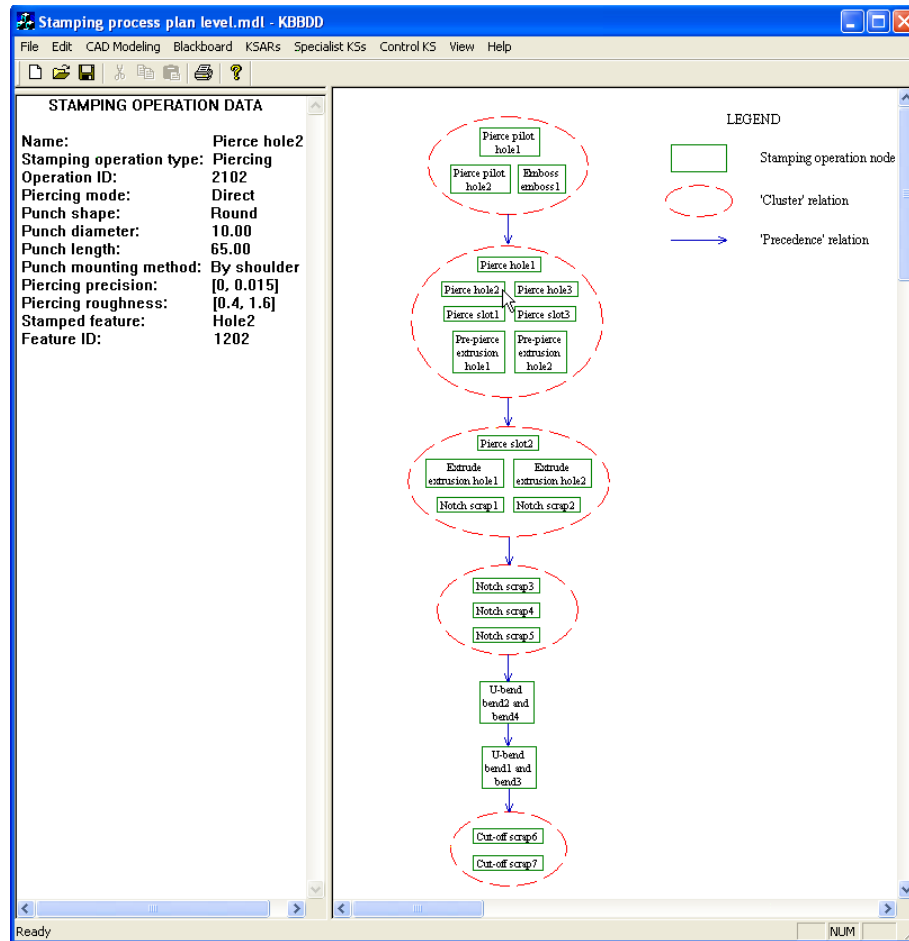 Stamping process plan level.mdl - KBBDD
File Edit CAD Modeling Blackboard KSARs Specialist KSs Control KS View Help
STAMPING OPERATION DATA
Name: Pierce hole2
Stamping operation type: Piercing
Operation ID: 2102
Piercing mode: Direct
Punch shape: Round
Punch diameter: 10.00
Punch length: 65.00
Punch mounting method: By shoulder
Piercing precision: [0, 0.015]
Piercing roughness: [0.4, 1.6]
Stamped feature: Hole2
Feature ID: 1202
Pierce pilot
hole1
Pierce pilot
hole2
Emboss
emboss1
Pierce hole1
Pierce hole2
Pierce hole3
Pierce slot1
Pierce slot3
Pre-pierce
extrusion
hole1
Pre-pierce
extrusion
hole2
Pierce slot2
Extrude
extrusion hole1
Extrude
extrusion hole2
Notch scrap1
Notch scrap2
Notch scrap3
Notch scrap4
Notch scrap5
U-bend
bend2 and
bend4
U-bend
bend1 and
bend3
Cut-off scrap6
Cut-off scrap7
LEGEND
Stamping operation node
'Cluster' relation
'Precedence' relation
Ready
NUM